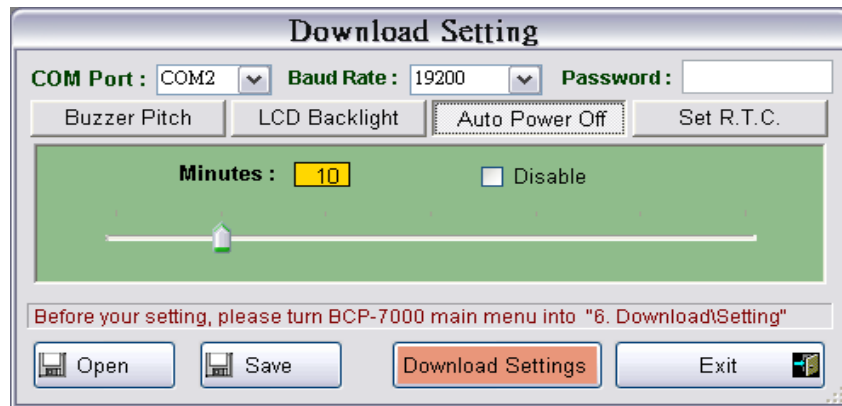 Download Setting
COM Port : COM2 Baud Rate : 19200 Password :
Buzzer Pitch LCD Backlight Auto Power Off Set R.T.C.
Minutes : 10 Disable
Before your setting, please turn BCP-7000 main menu into "6. Download\Setting"
Open Save Download Settings Exit